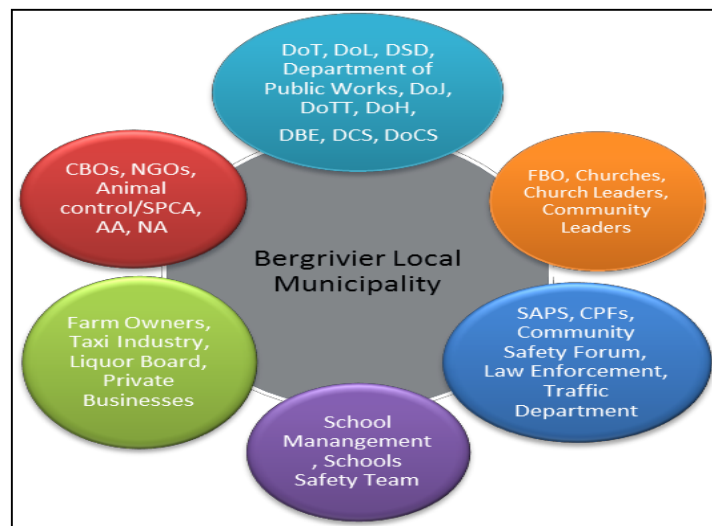 DoT, DoL, DSD,
Department of
Public Works, DoJ,
DoTT, DoH,
DBE, DCS, DoCS
CBOs, NGOs,
Animal
control/SPCA,
AA, NA
FBO, Churches,
Church Leaders,
Community
Leaders
Bergrivier Local
Municipality
Farm Owners,
Taxi Industry,
Liquor Board,
Private
Businesses
SAPS, CPFs,
Community
Safety Forum,
Law Enforcement,
Traffic
Department
School
Manangement
, Schools
Safety Team